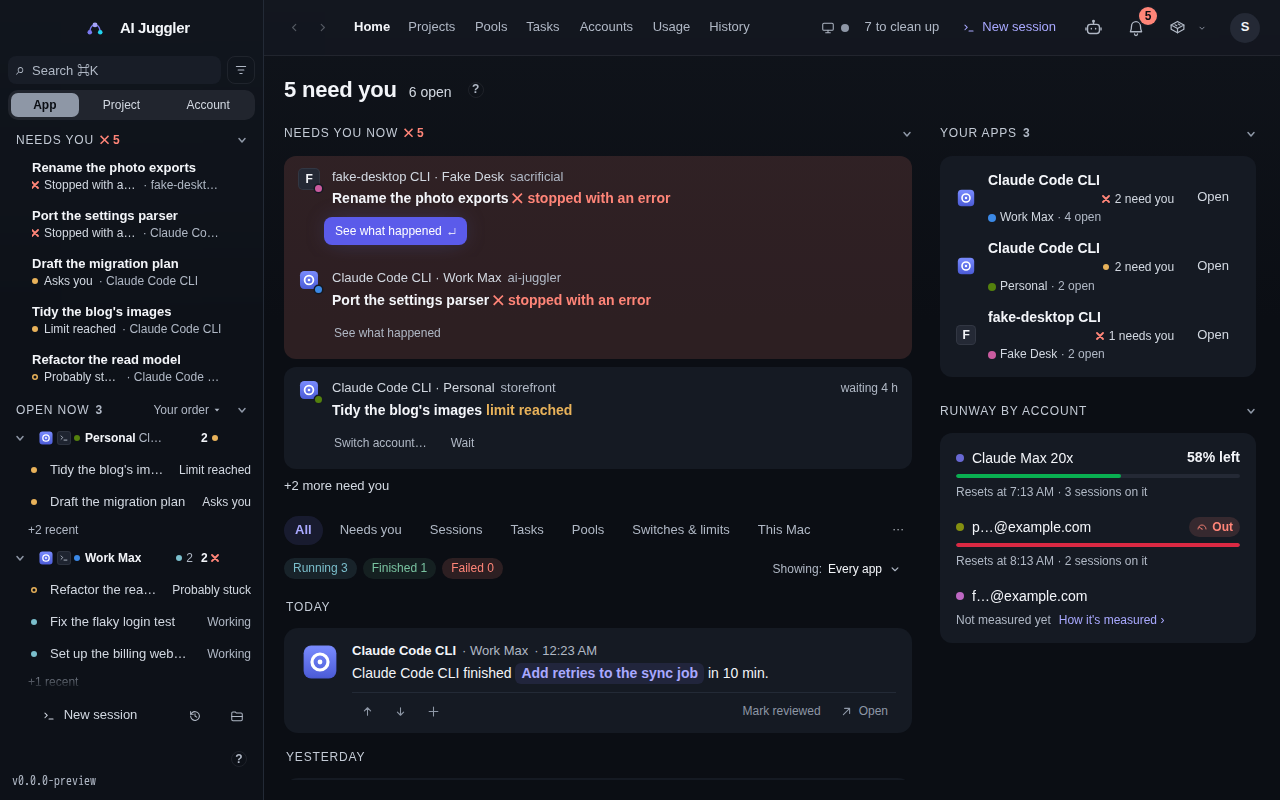 AI Juggler
Search ⌘K
App Project Account
NEEDS YOU 5
Rename the photo exports
Stopped with a… · fake-deskt…
Port the settings parser
Stopped with a… · Claude Co…
Draft the migration plan
Asks you · Claude Code CLI
Tidy the blog's images
Limit reached · Claude Code CLI
Refactor the read model
Probably st… · Claude Code …
OPEN NOW 3 Your order
Personal Cl… 2
Tidy the blog's im… Limit reached
Draft the migration plan Asks you
+2 recent
Work Max 2 2
Refactor the rea… Probably stuck
Fix the flaky login test Working
Set up the billing web… Working
+1 recent
New session
?
v0.0.0-preview
Home Projects Pools Tasks Accounts Usage History 7 to clean up New session 5 S
5 need you 6 open ?
NEEDS YOU NOW 5
F fake-desktop CLI · Fake Desk sacrificial
Rename the photo exports stopped with an error
See what happened
Claude Code CLI · Work Max ai-juggler
Port the settings parser stopped with an error
See what happened
Claude Code CLI · Personal storefront waiting 4 h
Tidy the blog's images limit reached
Switch account… Wait
+2 more need you
All Needs you Sessions Tasks Pools Switches & limits This Mac ···
Running 3 Finished 1 Failed 0 Showing: Every app
TODAY
Claude Code CLI · Work Max · 12:23 AM
Claude Code CLI finished Add retries to the sync job in 10 min.
Mark reviewed Open
YESTERDAY
YOUR APPS 3
Claude Code CLI
2 need you Open
Work Max · 4 open
Claude Code CLI
2 need you Open
Personal · 2 open
fake-desktop CLI
F 1 needs you Open
Fake Desk · 2 open
RUNWAY BY ACCOUNT
Claude Max 20x 58% left
Resets at 7:13 AM · 3 sessions on it
p…@example.com Out
Resets at 8:13 AM · 2 sessions on it
f…@example.com
Not measured yet How it's measured ›